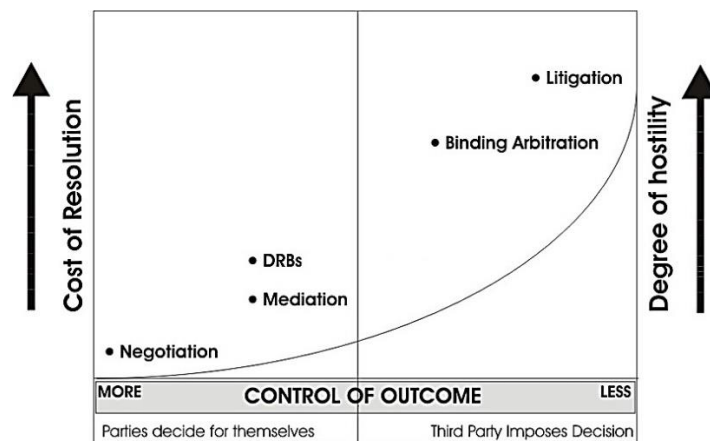 Cost of Resolution
Degree of hostility
Litigation
Binding Arbitration
DRBs
Mediation
Negotiation
MORE CONTROL OF OUTCOME LESS
Parties decide for themselves Third Party Imposes Decision